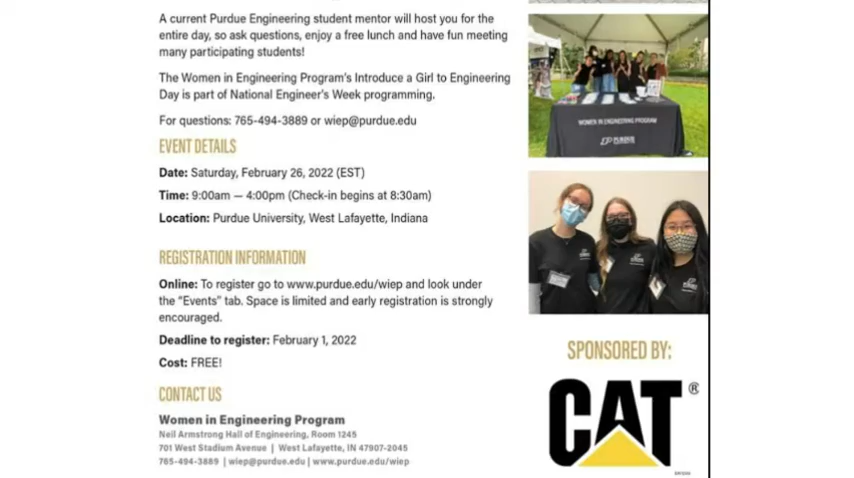 A current Purdue Engineering student mentor will host you for the
entire day, so ask questions, enjoy a free lunch and have fun meeting
many participating students!
The Women in Engineering Program's Introduce a Girl to Engineering
Day is part of National Engineer's Week programming.
For questions: 765-494-3889 or wiep@purdue.edu
EVENT DETAILS
Date: Saturday, February 26, 2022 (EST)
Time: 9:00am — 4:00pm (Check-in begins at 8:30am)
Location: Purdue University, West Lafayette, Indiana
REGISTRATION INFORMATION
Online: To register go to www.purdue.edu/wiep and look under
the “Events” tab. Space is limited and early registration is strongly
encouraged.
Deadline to register: February 1, 2022
Cost: FREE!
CONTACT US
Women in Engineering Program
Neil Armstrong Hall of Engineering, Room 1245
701 West Stadium Avenue | West Lafayette, IN 47907-2045
765-494-3889 | wiep@purdue.edu | www.purdue.edu/wiep
WOMEN IN ENGINEERING PROGRAM
PURDUE
SPONSORED BY:
CAT®